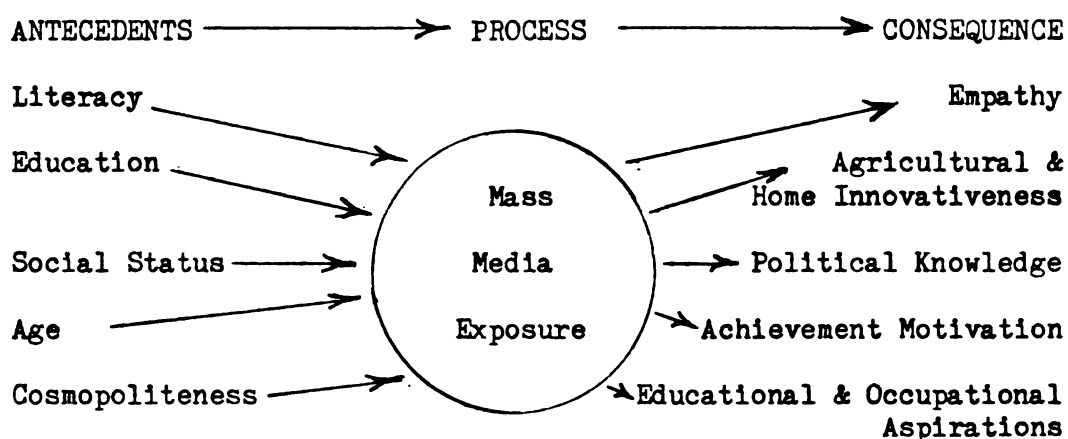 ANTECEDENTS PROCESS CONSEQUENCE
Literacy Empathy
Education Agricultural &
Mass Home Innovativeness
Social Status Media Political Knowledge
Age Exposure Achievement Motivation
Cosmopoliteness Educational & Occupational
Aspirations